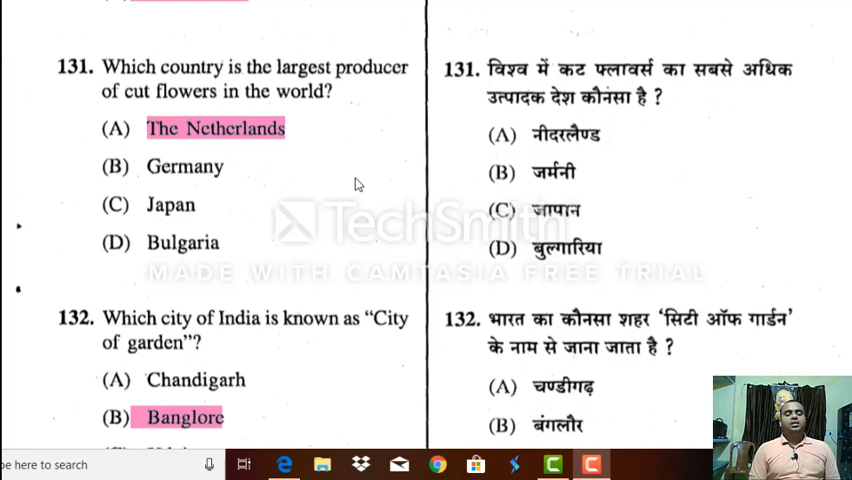 131. Which country is the largest producer
of cut flowers in the world?
(A) The Netherlands
(B) Germany
(C) Japan
(D) Bulgaria
132. Which city of India is known as “City
of garden”?
(A) Chandigarh
(B) Banglore
131. विश्व में कट फ्लावर्स का सबसे अधिक
उत्पादक देश कौनसा है ?
(A) नीदरलैण्ड
(B) जर्मनी
(C) जापान
(D) बुल्गारिया
132. भारत का कौनसा शहर ‘सिटी ऑफ गार्डन’
के नाम से जाना जाता है ?
(A) चण्डीगढ़
(B) बंगलौर
TechSmith
MADE WITH CAMTASIA FREE TRIAL
pe here to search